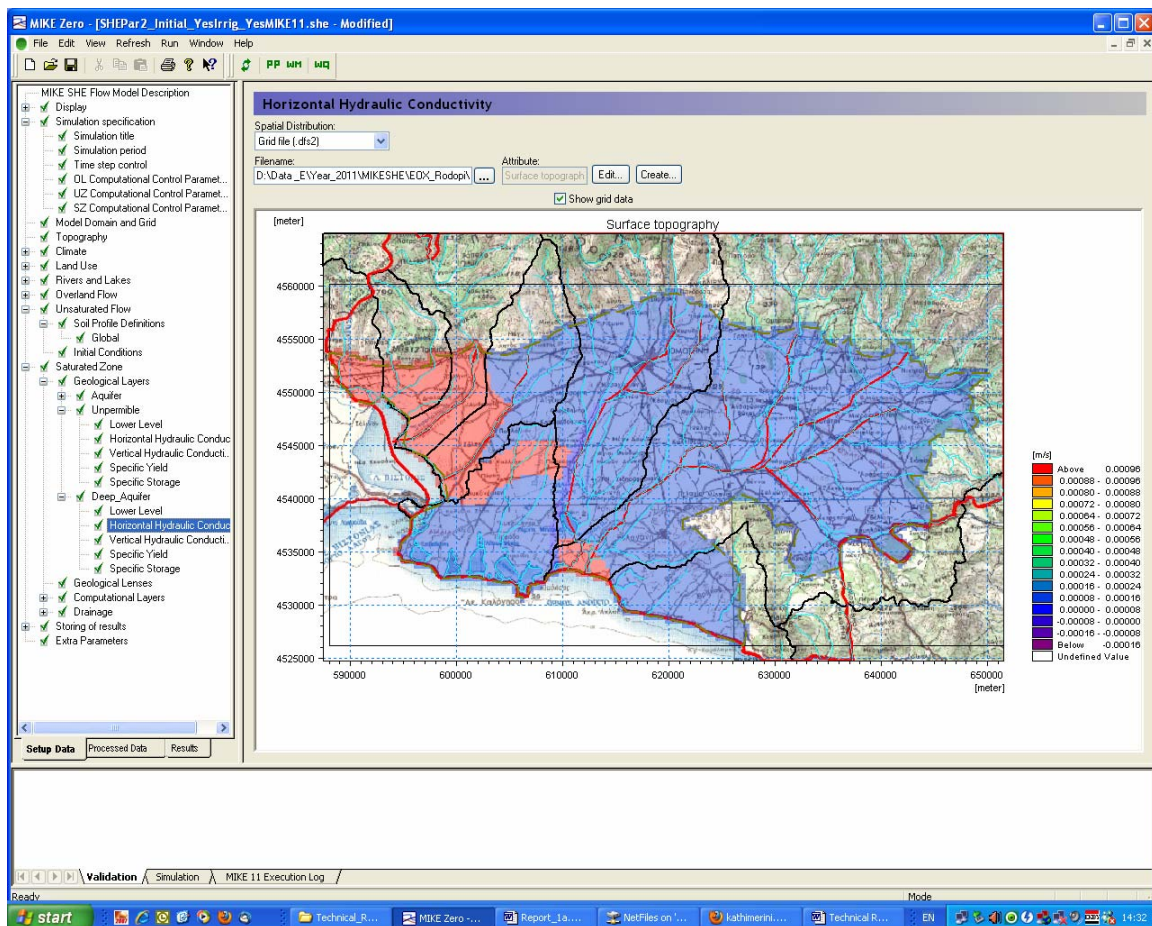 MIKE Zero - [SHEPar2_Initial_YesIrrig_YesMIKE11.she - Modified]
File Edit View Refresh Run Window Help
PP WM WQ
MIKE SHE Flow Model Description
Display
Simulation specification
Simulation title
Simulation period
Time step control
OL Computational Control Paramet...
UZ Computational Control Paramet...
SZ Computational Control Paramet...
Model Domain and Grid
Topography
Climate
Land Use
Rivers and Lakes
Overland Flow
Unsaturated Flow
Soil Profile Definitions
Global
Initial Conditions
Saturated Zone
Geological Layers
Aquifer
Unpermible
Lower Level
Horizontal Hydraulic Conduc
Vertical Hydraulic Conducti..
Specific Yield
Specific Storage
Deep_Aquifer
Lower Level
Horizontal Hydraulic Conduc
Vertical Hydraulic Conducti..
Specific Yield
Specific Storage
Geological Lenses
Computational Layers
Drainage
Storing of results
Extra Parameters
Setup Data Processed Data Results
Horizontal Hydraulic Conductivity
Spatial Distribution:
Grid file (.dfs2)
Filename: Attribute:
D:\Data _E\Year_2011\MIKESHE\EOX_Rodopi\ ... Surface topograph Edit... Create...
Show grid data
[meter]
Surface topography
4560000
4555000
4550000
4545000
4540000
4535000
4530000
4525000
590000 600000 610000 620000 630000 640000 650000
[meter]
[m/s]
Above 0.00096
0.00088 - 0.00096
0.00080 - 0.00088
0.00072 - 0.00080
0.00064 - 0.00072
0.00056 - 0.00064
0.00048 - 0.00056
0.00040 - 0.00048
0.00032 - 0.00040
0.00024 - 0.00032
0.00016 - 0.00024
0.00008 - 0.00016
0.00000 - 0.00008
-0.00008 - 0.00000
-0.00016 - -0.00008
Below -0.00016
Undefined Value
Validation Simulation MIKE 11 Execution Log
Ready Mode
start Technical_R... MIKE Zero -... Report_1a.... NetFiles on '... kathimerini.... Technical R... EN 14:32